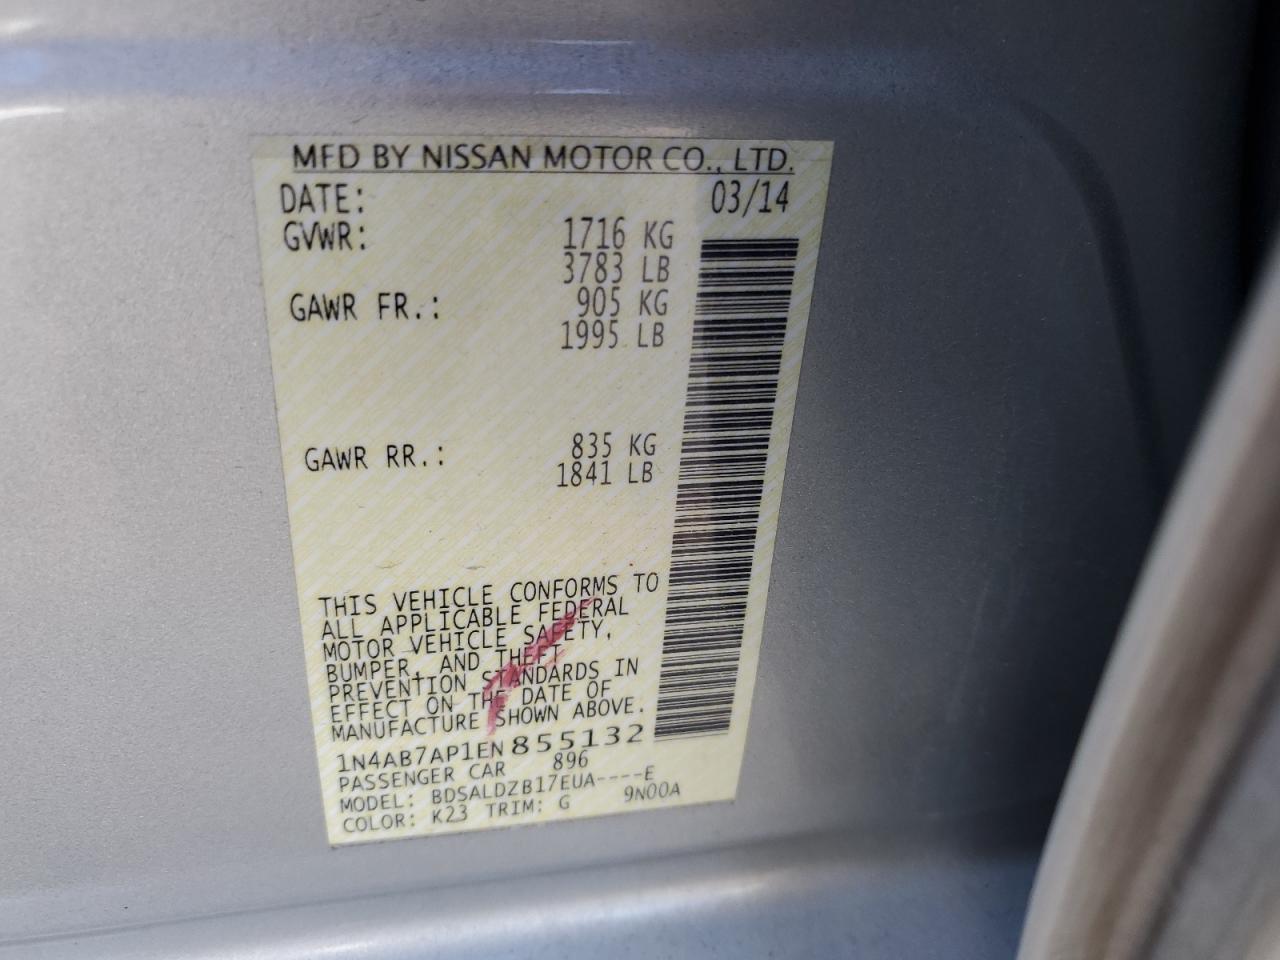 MFD BY NISSAN MOTOR CO., LTD.
DATE: 03/14
GVWR: 1716 KG
3783 LB
GAWR FR.: 905 KG
1995 LB
GAWR RR.: 835 KG
1841 LB
THIS VEHICLE CONFORMS TO
ALL APPLICABLE FEDERAL
MOTOR VEHICLE SAFETY,
BUMPER, AND THEFT
PREVENTION STANDARDS IN
EFFECT ON THE DATE OF
MANUFACTURE SHOWN ABOVE.
1N4AB7AP1EN855132
PASSENGER CAR 896
MODEL: BDSALDZB17EUA----E
COLOR: K23 TRIM: G 9N00A